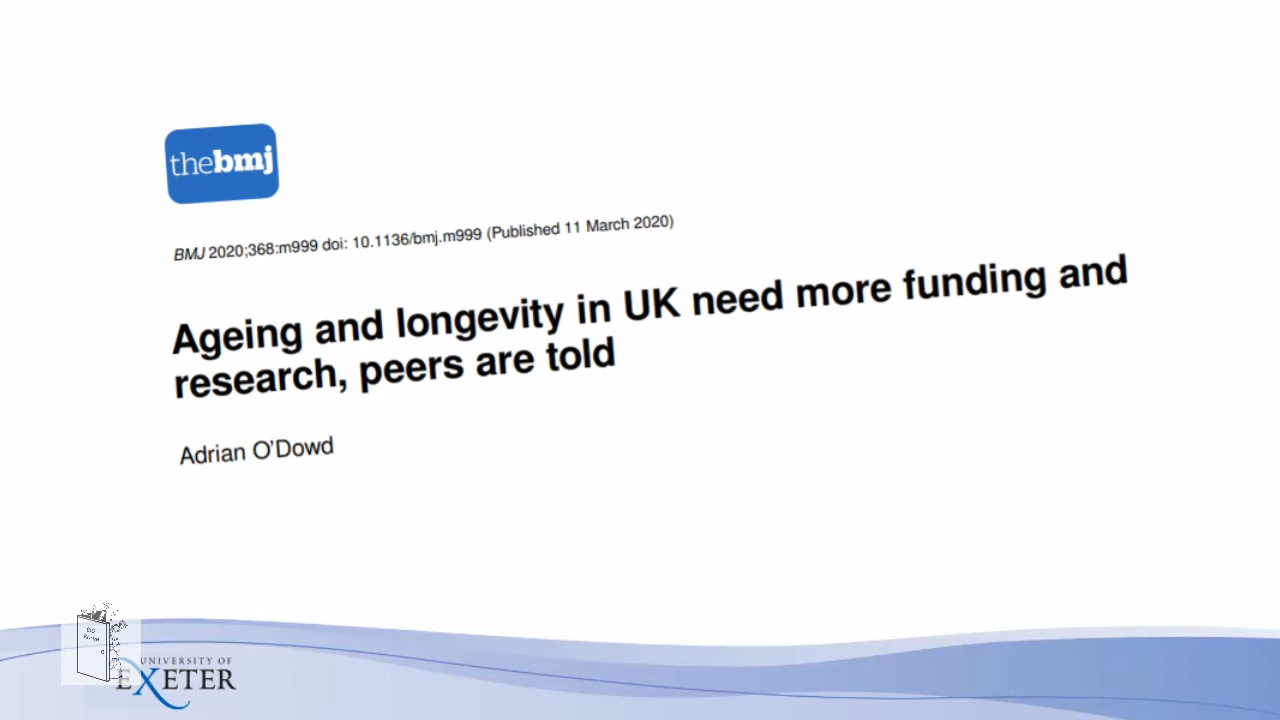 thebmj
BMJ 2020;368:m999 doi: 10.1136/bmj.m999 (Published 11 March 2020)
Ageing and longevity in UK need more funding and
research, peers are told
Adrian O'Dowd
UNIVERSITY OF
EXETER